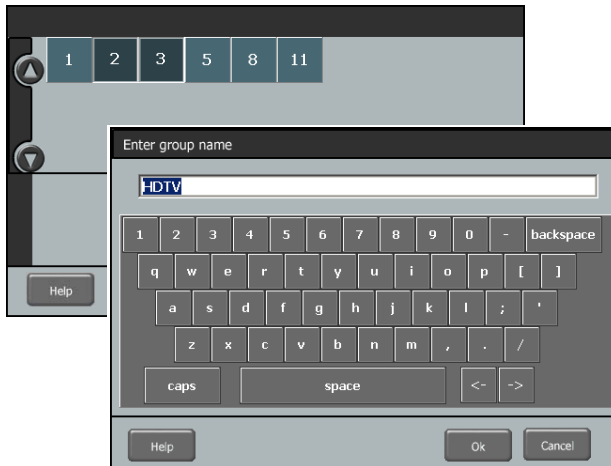 1 2 3 5 8 11
Enter group name
HDTV
1 2 3 4 5 6 7 8 9 0 - backspace
q w e r t y u i o p [ ]
a s d f g h j k l ; '
z x c v b n m , . /
caps space <- ->
Help
Help Ok Cancel